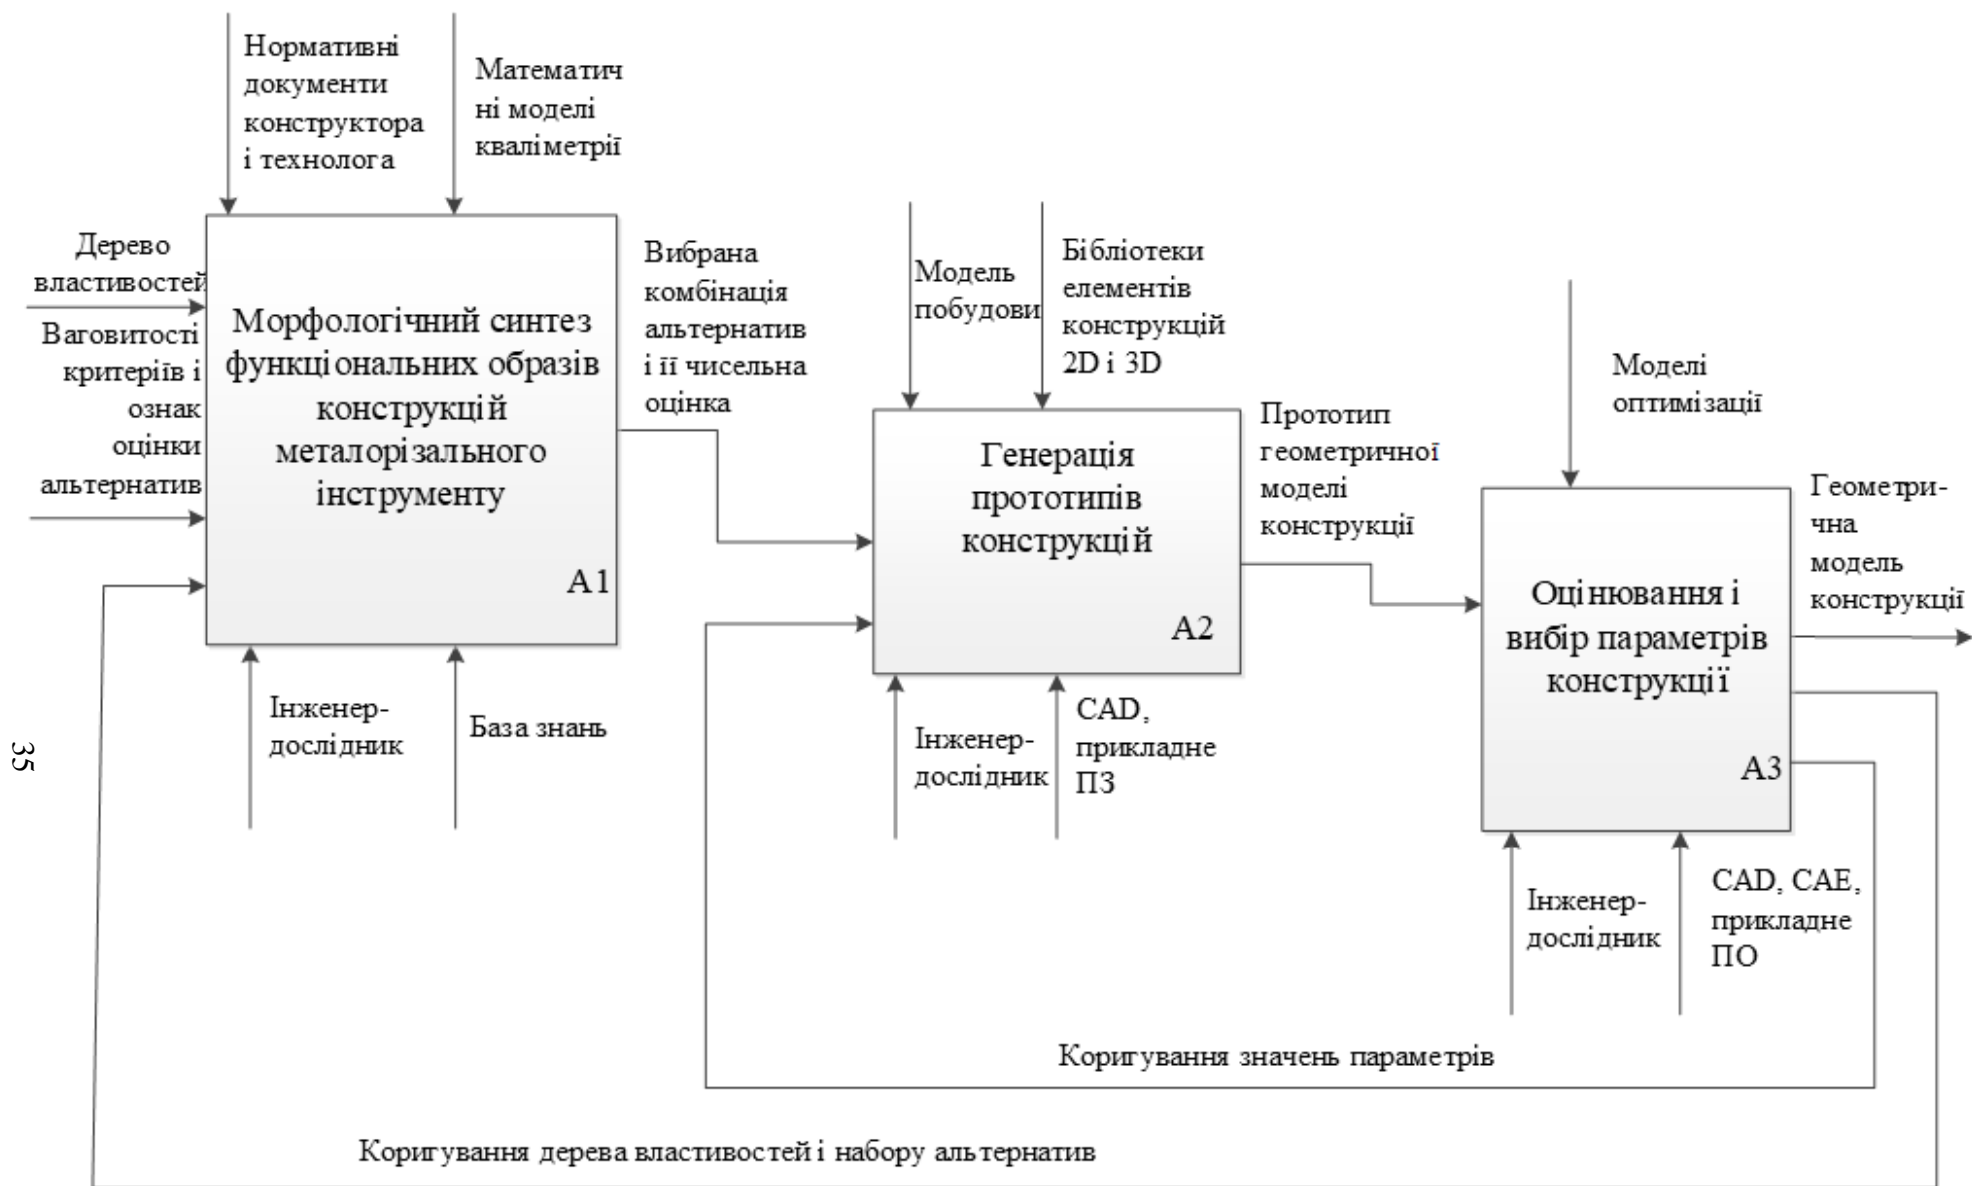 Нормативні
документи
конструктора
і технолога
Математич
ні моделі
кваліметрії
Дерево
властивостей
Ваговитості
критеріїв і
ознак
оцінки
альтернатив
Морфологічний синтез
функціональних образів
конструкцій
металорізального
інструменту
А1
Інженер-
дослідник
База знань
Вибрана
комбінація
альтернатив
і її чисельна
оцінка
Модель
побудови
Бібліотеки
елементів
конструкцій
2D і 3D
Генерація
прототипів
конструкцій
А2
Інженер-
дослідник
CAD,
прикладне
ПЗ
Прототип
геометричної
моделі
конструкції
Моделі
оптимізації
Оцінювання і
вибір параметрів
конструкції
А3
Геометри-
чна
модель
конструкції
Інженер-
дослідник
CAD, CAE,
прикладне
ПО
Коригування значень параметрів
Коригування дерева властивостей і набору альтернатив
35